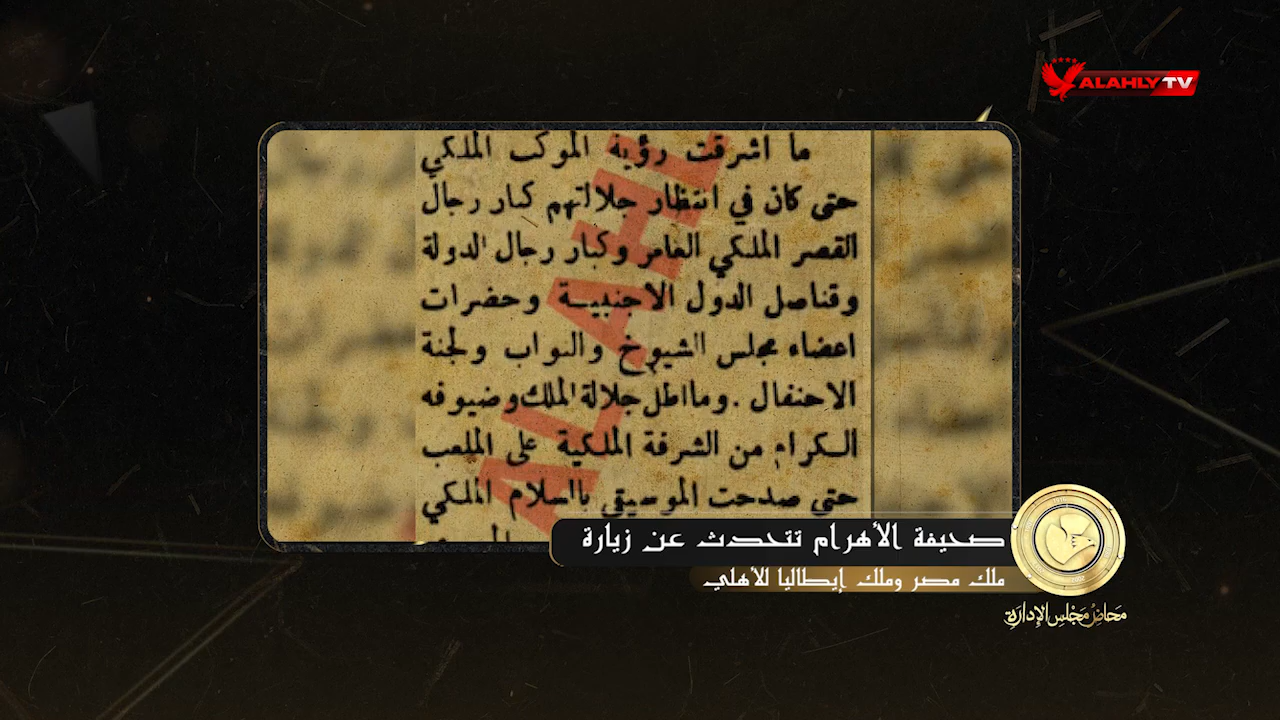 ALAHLY TV
ما اشرقت رؤية الموكب الملكي
حتى كان في انتظار جلالتهم كبار رجال
القصر الملكي العامر وكبار رجال الدولة
وقناصل الدول الاجنبيـة وحضرات
اعضاء مجلس الشيوخ والنواب ولجنة
الاحتفال . وما اطل جلالة الملك وضيوفه
الـكرام من الشرفة الملكية على الملعب
حتى صدحت الموسيقى بالسلام الملكي
ALAHL
صحيفة الأهرام تتحدث عن زيارة
ملك مصر وملك إيطاليا للأهلي
محاضر مجلس الإدارة